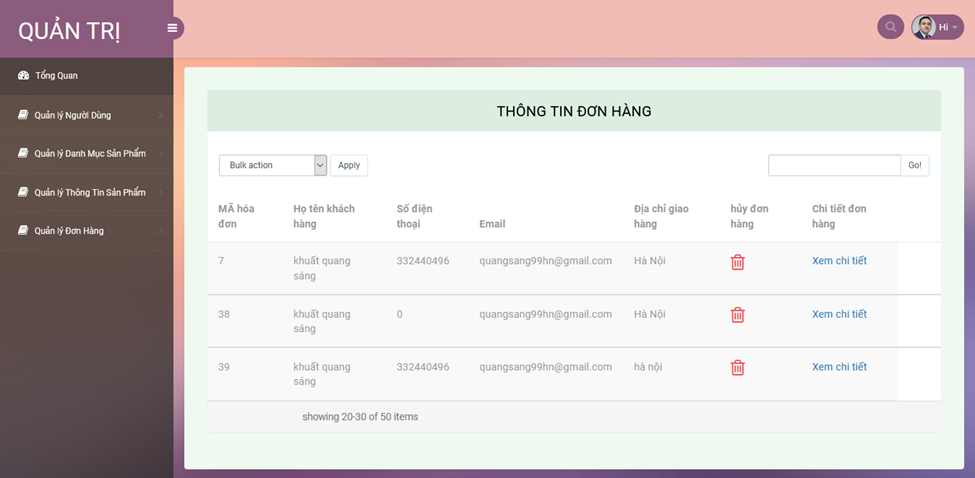 QUẢN TRỊ
Hi
Tổng Quan
Quản lý Người Dùng
Quản lý Danh Mục Sản Phẩm
Quản lý Thông Tin Sản Phẩm
Quản lý Đơn Hàng
THÔNG TIN ĐƠN HÀNG
Bulk action Apply Go!
MÃ hóa Họ tên khách Số điện Địa chỉ giao hủy đơn Chi tiết đơn
đơn hàng thoại Email hàng hàng hàng
7 khuất quang 332440496 quangsang99hn@gmail.com Hà Nội Xem chi tiết
sáng
38 khuất quang 0 quangsang99hn@gmail.com Hà Nội Xem chi tiết
sáng
39 khuất quang 332440496 quangsang99hn@gmail.com hà nội Xem chi tiết
sáng
showing 20-30 of 50 items